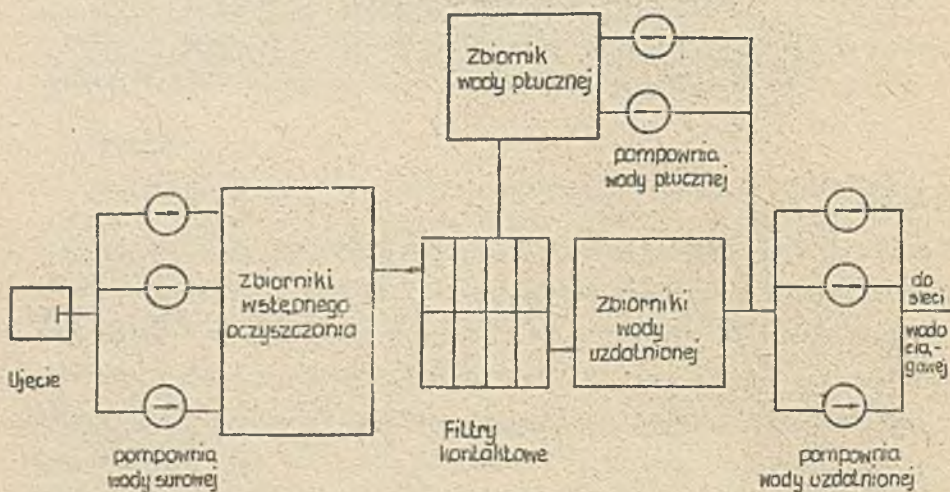 Zbiornik
wody płucznej
pompownia
wody płucznej
Zbiorniki
wstępnego
oczyszczania
Zbiorniki
wody
uzdatnionej
do
sieci
wodo
cią-
gowej
Ujęcie
Filtry
kontaktowe
pompownia
wody surowej
pompownia
wody uzdatnionej